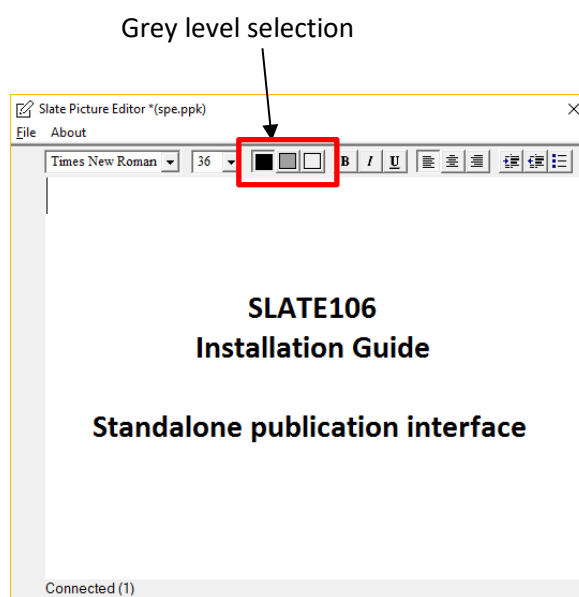 Grey level selection
Slate Picture Editor *(spe.ppk)
File About
Times New Roman 36 B I U
SLATE106
Installation Guide
Standalone publication interface
Connected (1)